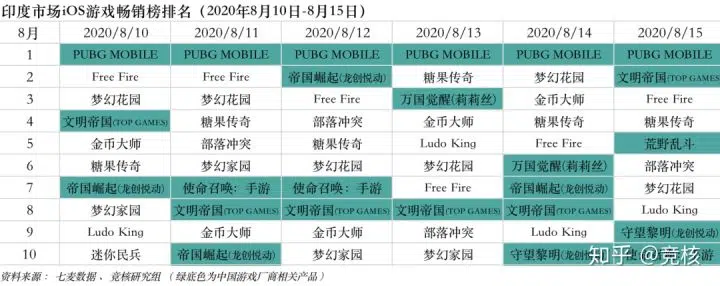 印度市场iOS游戏畅销榜排名（2020年8月10日-8月15日）
8月 2020/8/10 2020/8/11 2020/8/12 2020/8/13 2020/8/14 2020/8/15
1 PUBG MOBILE PUBG MOBILE PUBG MOBILE PUBG MOBILE PUBG MOBILE PUBG MOBILE
2 Free Fire Free Fire 帝国崛起(龙创悦动) 糖果传奇 梦幻花园 文明帝国(TOP GAMES)
3 梦幻花园 梦幻花园 Free Fire 万国觉醒(莉莉丝) 金币大师 Free Fire
4 文明帝国(TOP GAMES) 糖果传奇 部落冲突 金币大师 糖果传奇 糖果传奇
5 金币大师 部落冲突 糖果传奇 Ludo King Free Fire 荒野乱斗
6 糖果传奇 梦幻家园 梦幻花园 梦幻花园 万国觉醒(莉莉丝) 部落冲突
7 帝国崛起(龙创悦动) 使命召唤：手游 使命召唤：手游 Free Fire 帝国崛起(龙创悦动) 梦幻花园
8 梦幻家园 文明帝国(TOP GAMES) 文明帝国(TOP GAMES) 文明帝国(TOP GAMES) 文明帝国(TOP GAMES) Ludo King
9 Ludo King 金币大师 金币大师 部落冲突 部落冲突 守望黎明(龙创悦动)
10 迷你民兵 帝国崛起(龙创悦动) 梦幻家园 梦幻家园 守望黎明(龙创悦动) 手游
知乎 @竞核
资料来源：七麦数据、竞核研究组 （绿底色为中国游戏厂商相关产品）